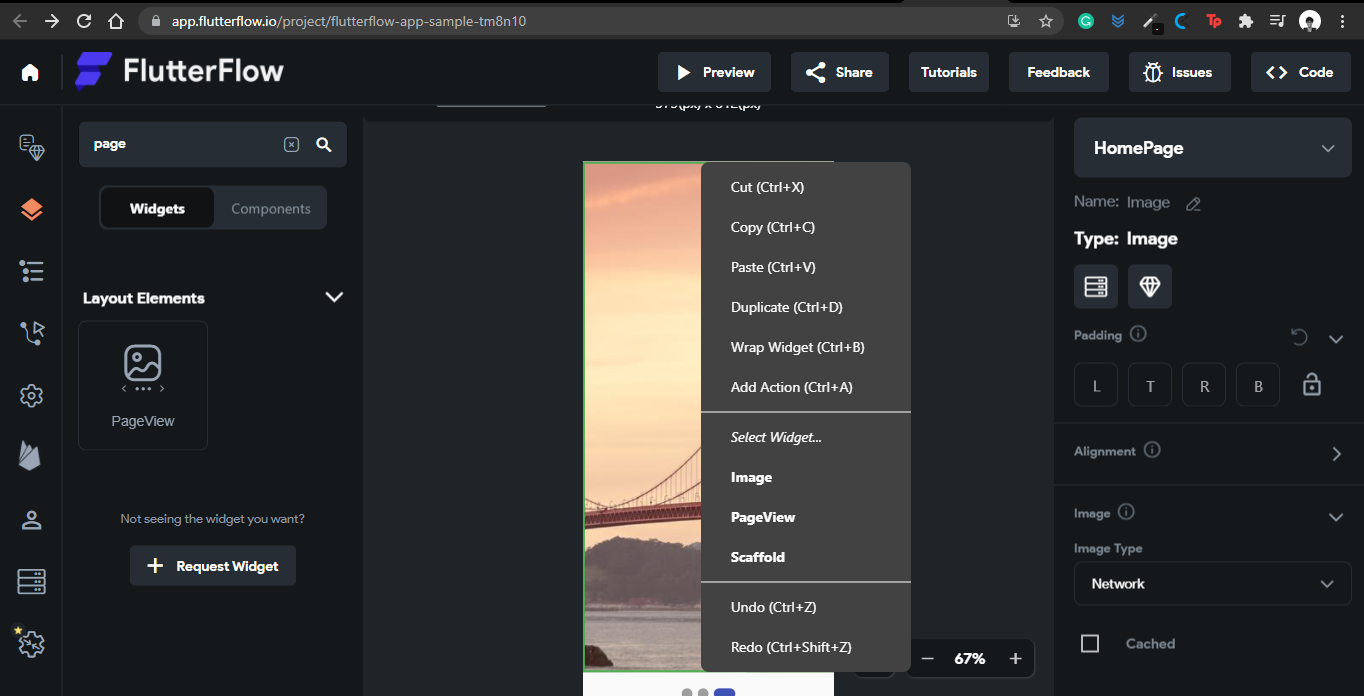 app.flutterflow.io/project/flutterflow-app-sample-tm8n10
FlutterFlow
Preview
Share
Tutorials
Feedback
Issues
Code
page
Widgets
Components
Layout Elements
PageView
Not seeing the widget you want?
+ Request Widget
Cut (Ctrl+X)
Copy (Ctrl+C)
Paste (Ctrl+V)
Duplicate (Ctrl+D)
Wrap Widget (Ctrl+B)
Add Action (Ctrl+A)
Select Widget...
Image
PageView
Scaffold
Undo (Ctrl+Z)
Redo (Ctrl+Shift+Z)
67%
HomePage
Name: Image
Type: Image
Padding
L
T
R
B
Alignment
Image
Image Type
Network
Cached